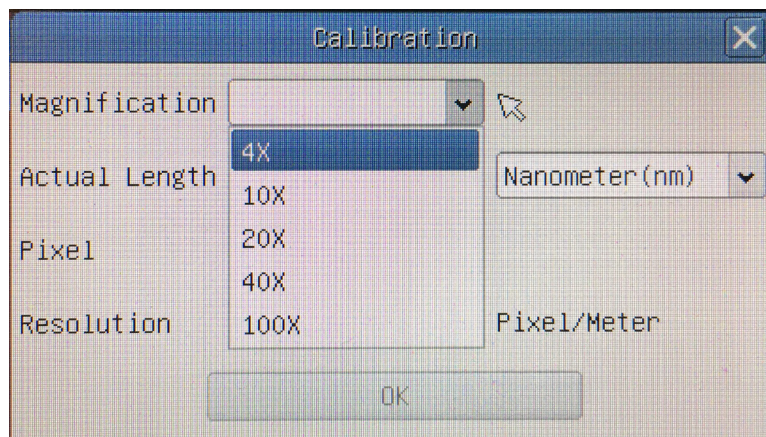 Calibration
Magnification
4X
Actual Length
Nanometer(nm)
10X
Pixel
20X
40X
Resolution
100X
Pixel/Meter
OK